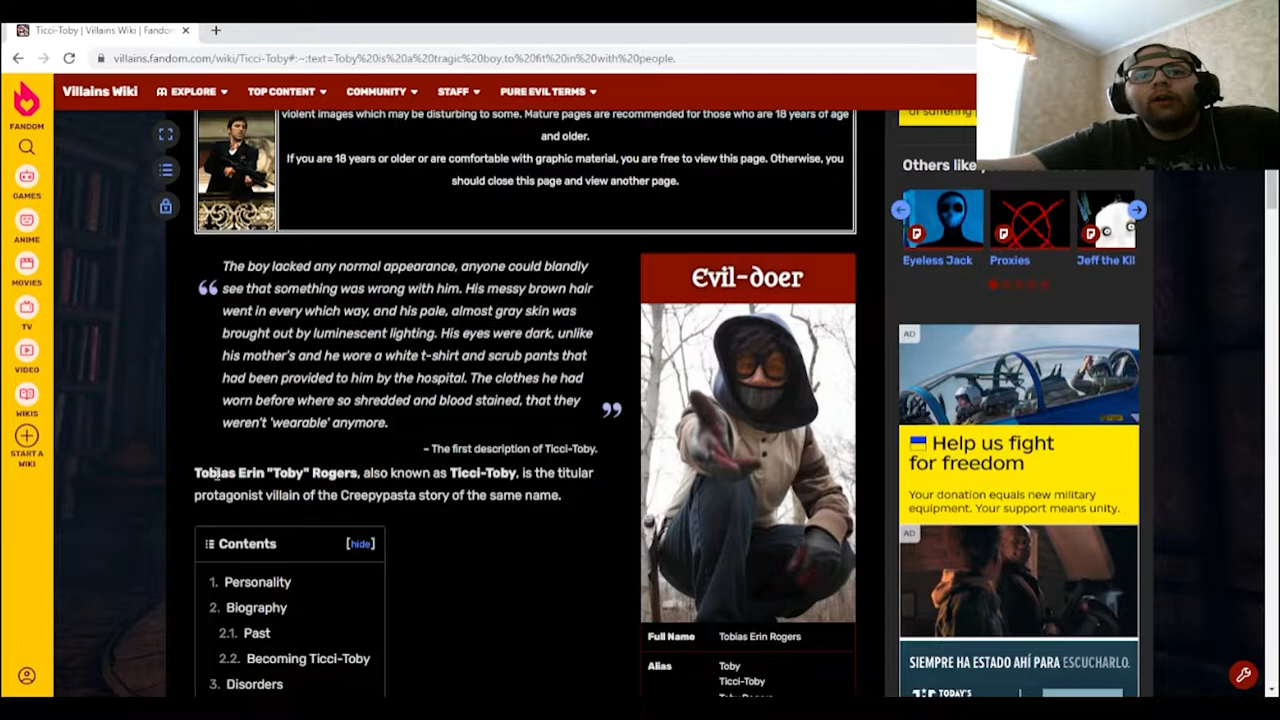 Ticci-Toby | Villains Wiki | Fandom
villains.fandom.com/wiki/Ticci-Toby#:~:text=Toby%20is%20a%20tragic%20boy.to%20fit%20in%20with%20people.
Villains Wiki
EXPLORE
TOP CONTENT
COMMUNITY
STAFF
PURE EVIL TERMS
FANDOM
GAMES
ANIME
MOVIES
TV
VIDEO
WIKIS
START A
WIKI
violent images which may be disturbing to some. Mature pages are recommended for those who are 18 years of age
and older.
If you are 18 years or older or are comfortable with graphic material, you are free to view this page. Otherwise, you
should close this page and view another page.
“
The boy lacked any normal appearance, anyone could blandly
see that something was wrong with him. His messy brown hair
went in every which way, and his pale, almost gray skin was
brought out by luminescent lighting. His eyes were dark, unlike
his mother's and he wore a white t-shirt and scrub pants that
had been provided to him by the hospital. The clothes he had
worn before where so shredded and blood stained, that they
weren't 'wearable' anymore.
”
~ The first description of Ticci-Toby.
Tobias Erin "Toby" Rogers, also known as Ticci-Toby, is the titular
protagonist villain of the Creepypasta story of the same name.
Contents [hide]
1. Personality
2. Biography
2.1. Past
2.2. Becoming Ticci-Toby
3. Disorders
Evil-doer
Full Name Tobias Erin Rogers
Alias Toby
Ticci-Toby
Toby Rogers
of suffering
Others like
Eyeless Jack
Proxies
Jeff the Kil
AD
Help us fight
for freedom
Your donation equals new military
equipment. Your support means unity.
AD
SIEMPRE HA ESTADO AHÍ PARA ESCUCHARLO.
TODAY'S